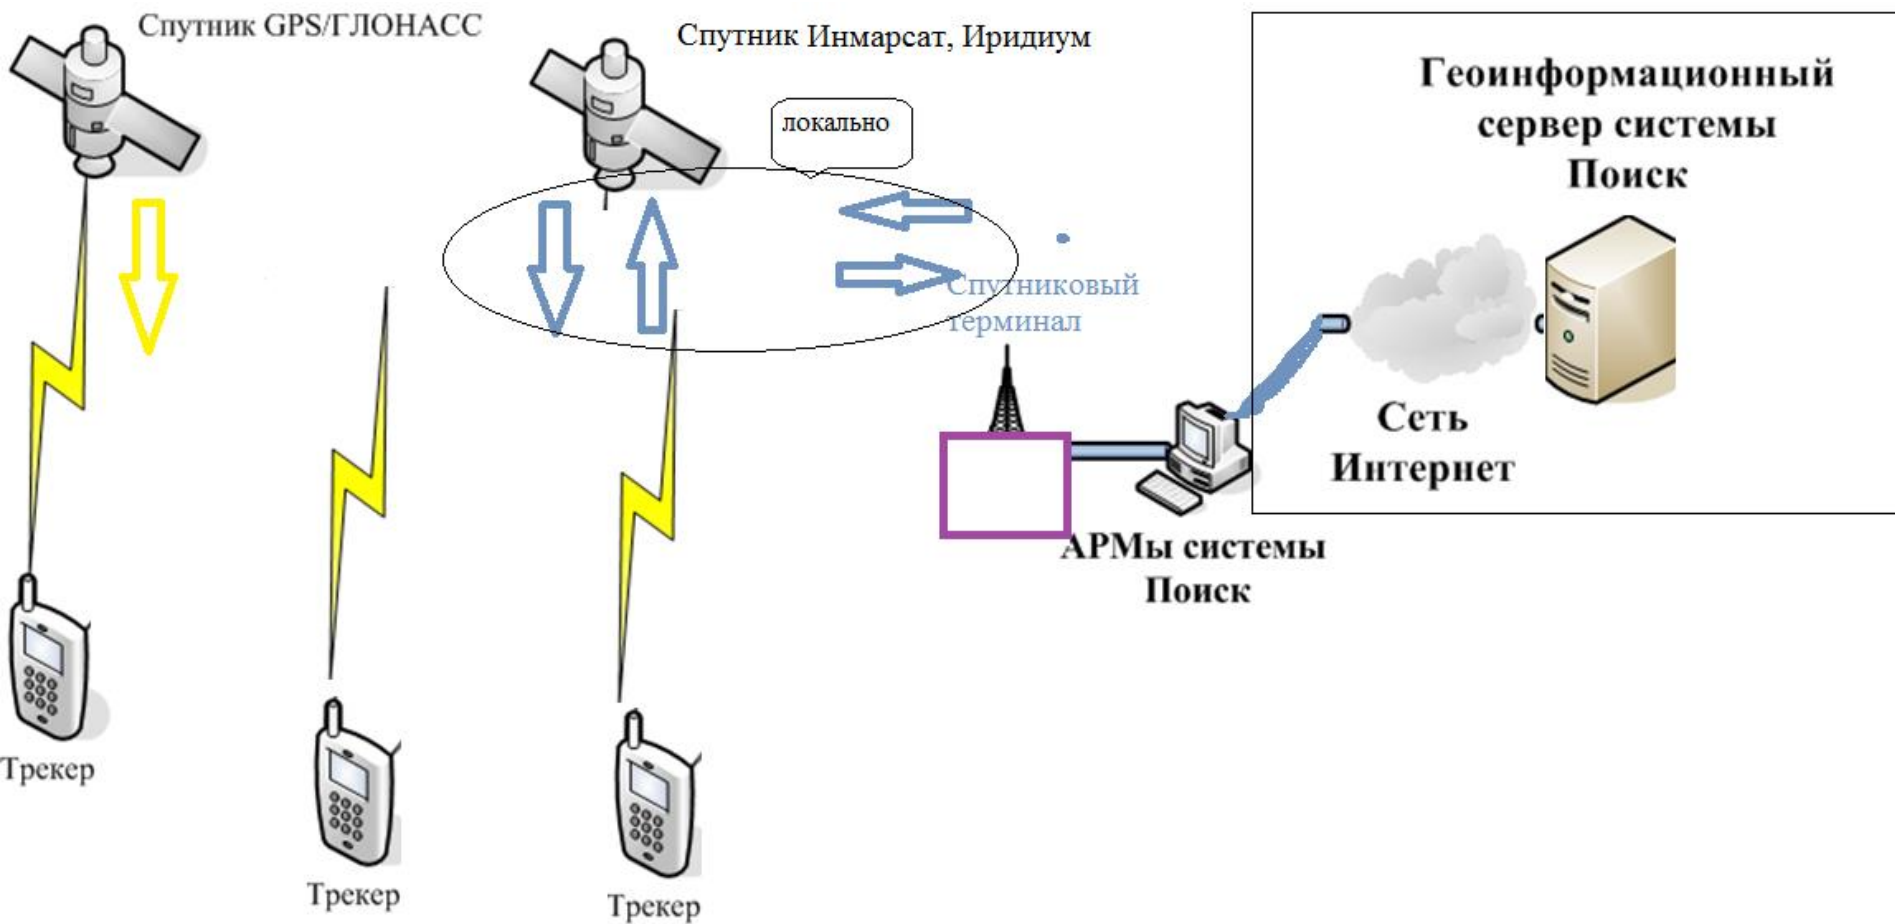 Спутник GPS/ГЛОНАСС
Спутник Инмарсат, Иридиум
локально
Геоинформационный
сервер системы
Поиск
Спутниковый
терминал
Сеть
Интернет
АРМы системы
Поиск
Трекер
Трекер
Трекер